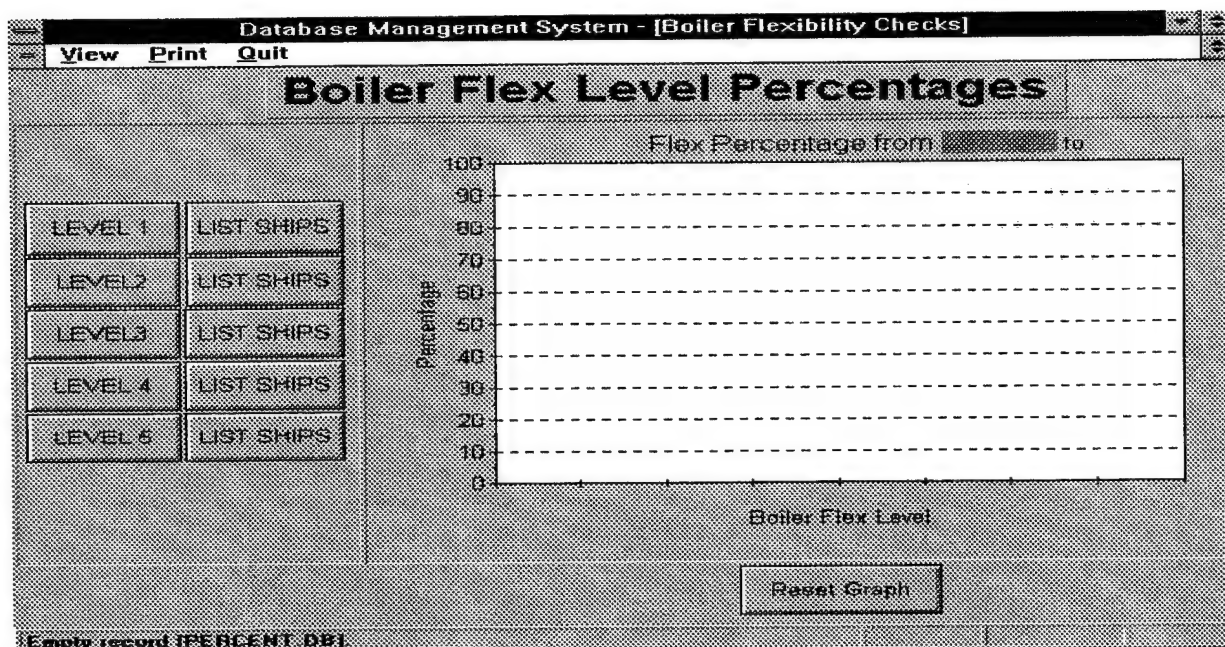 Database Management System - [Boiler Flexibility Checks]
View Print Quit
Boiler Flex Level Percentages
Flex Percentage from to
LEVEL 1 LIST SHIPS
LEVEL2 LIST SHIPS
LEVEL3 LIST SHIPS
LEVEL 4 LIST SHIPS
LEVEL 5 LIST SHIPS
Percentage
100
90
80
70
60
50
40
30
20
10
0
Boiler Flex Level
Reset Graph
Empty record [PERCENT.DB].